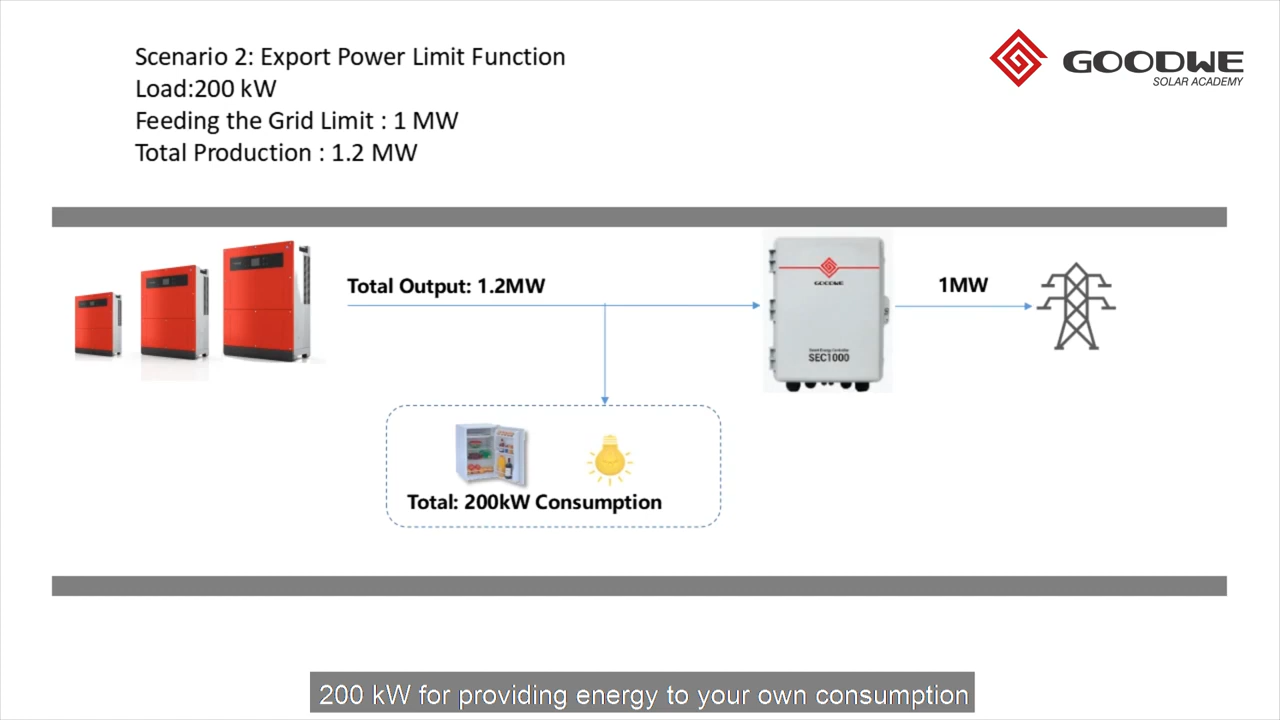 Scenario 2: Export Power Limit Function
Load:200 kW
Feeding the Grid Limit : 1 MW
Total Production : 1.2 MW
GOODWE
SOLAR ACADEMY
Total Output: 1.2MW
GOODWE
SEC1000
1MW
Total: 200kW Consumption
200 kW for providing energy to your own consumption